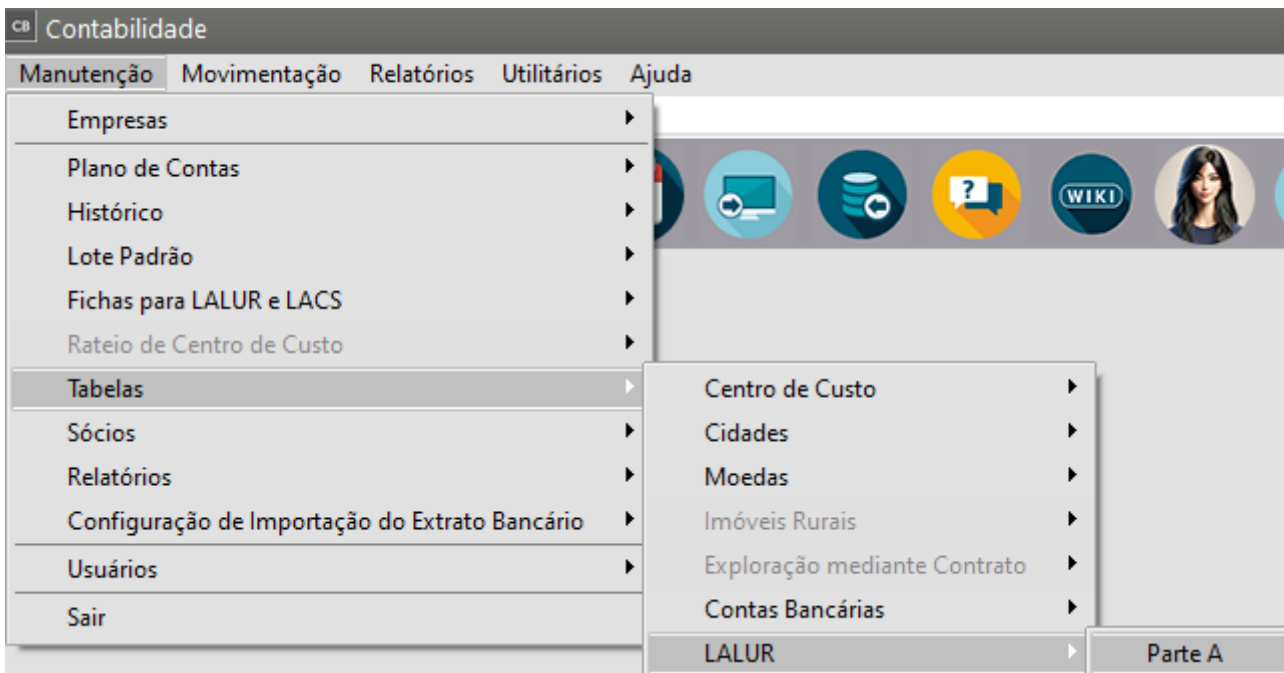 CB Contabilidade
Manutenção Movimentação Relatórios Utilitários Ajuda
Empresas
Plano de Contas
Histórico
Lote Padrão
Fichas para LALUR e LACS
Rateio de Centro de Custo
Tabelas
Sócios
Relatórios
Configuração de Importação do Extrato Bancário
Usuários
Sair
?
WIKI
Centro de Custo
Cidades
Moedas
Imóveis Rurais
Exploração mediante Contrato
Contas Bancárias
LALUR
Parte A